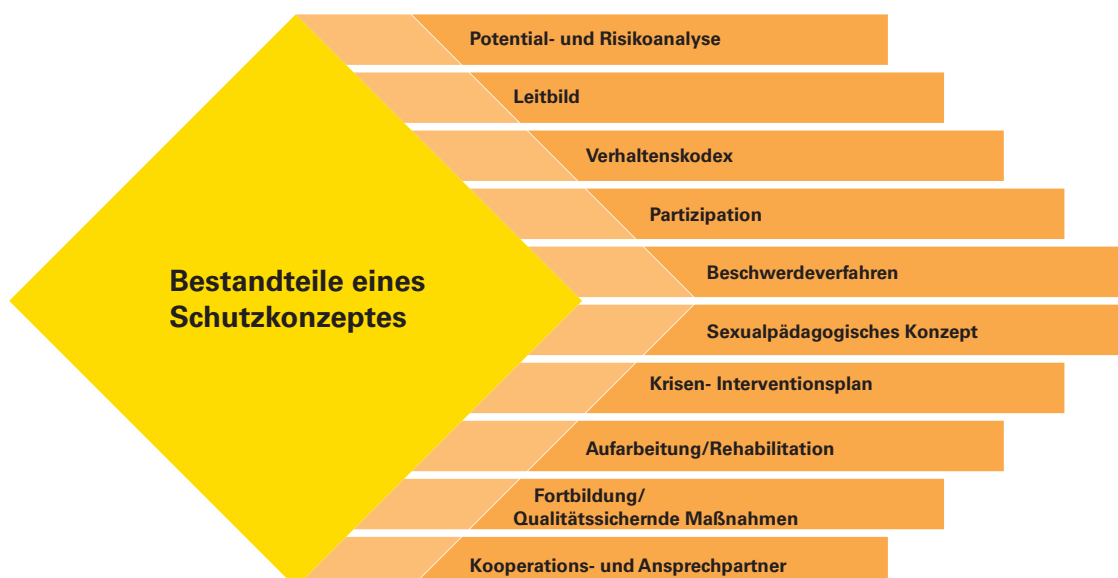 Bestandteile eines
Schutzkonzeptes
Potential- und Risikoanalyse
Leitbild
Verhaltenskodex
Partizipation
Beschwerdeverfahren
Sexualpädagogisches Konzept
Krisen- Interventionsplan
Aufarbeitung/Rehabilitation
Fortbildung/
Qualitätssichernde Maßnahmen
Kooperations- und Ansprechpartner